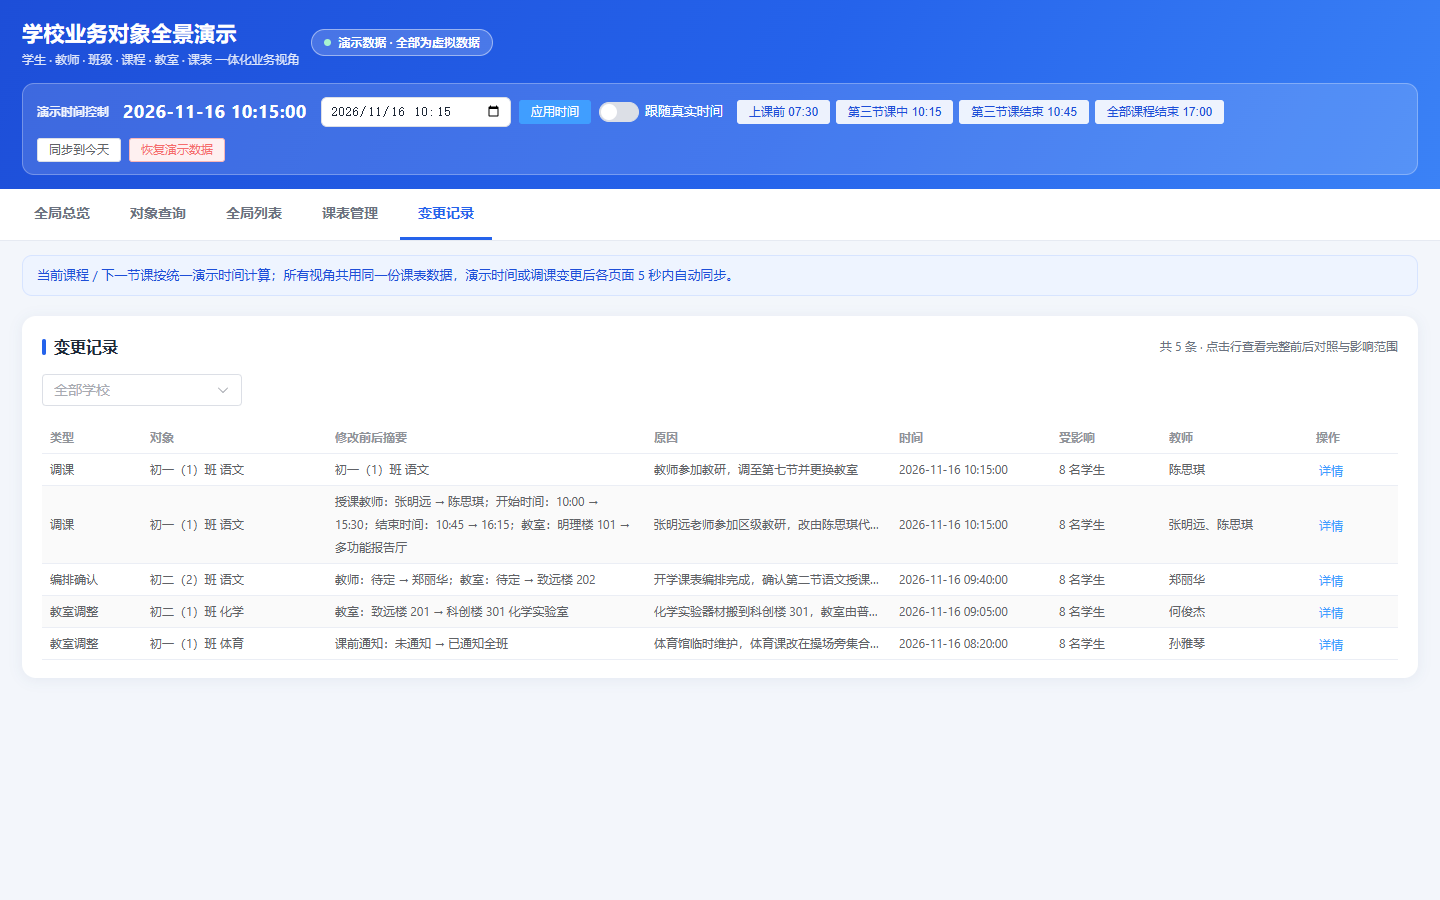 学校业务对象全景演示
学生 · 教师 · 班级 · 课程 · 教室 · 课表 一体化业务视角
演示数据 · 全部为虚拟数据
演示时间控制
2026-11-16 10:15:00
2026/11/16 10:15
应用时间
跟随真实时间
上课前 07:30
第三节课中 10:15
第三节课结束 10:45
全部课程结束 17:00
同步到今天
恢复演示数据
全局总览
对象查询
全局列表
课表管理
变更记录
当前课程 / 下一节课按统一演示时间计算；所有视角共用同一份课表数据，演示时间或调课变更后各页面 5 秒内自动同步。
变更记录
共 5 条 · 点击行查看完整前后对照与影响范围
全部学校
类型 对象 修改前后摘要 原因 时间 受影响 教师 操作
调课 初一（1）班 语文 初一（1）班 语文 教师参加教研，调至第七节并更换教室 2026-11-16 10:15:00 8 名学生 陈思琪 详情
授课教师：张明远 → 陈思琪；开始时间：10:00 →
调课 初一（1）班 语文 15:30；结束时间：10:45 → 16:15；教室：明理楼 101 → 张明远老师参加区级教研，改由陈思琪代... 2026-11-16 10:15:00 8 名学生 张明远、陈思琪 详情
多功能报告厅
编排确认 初二（2）班 语文 教师：待定 → 郑丽华；教室：待定 → 致远楼 202 开学课表编排完成，确认第二节语文授课... 2026-11-16 09:40:00 8 名学生 郑丽华 详情
教室调整 初二（1）班 化学 教室：致远楼 201 → 科创楼 301 化学实验室 化学实验器材搬到科创楼 301，教室由普... 2026-11-16 09:05:00 8 名学生 何俊杰 详情
教室调整 初一（1）班 体育 课前通知：未通知 → 已通知全班 体育馆临时维护，体育课改在操场旁集合... 2026-11-16 08:20:00 8 名学生 孙雅琴 详情